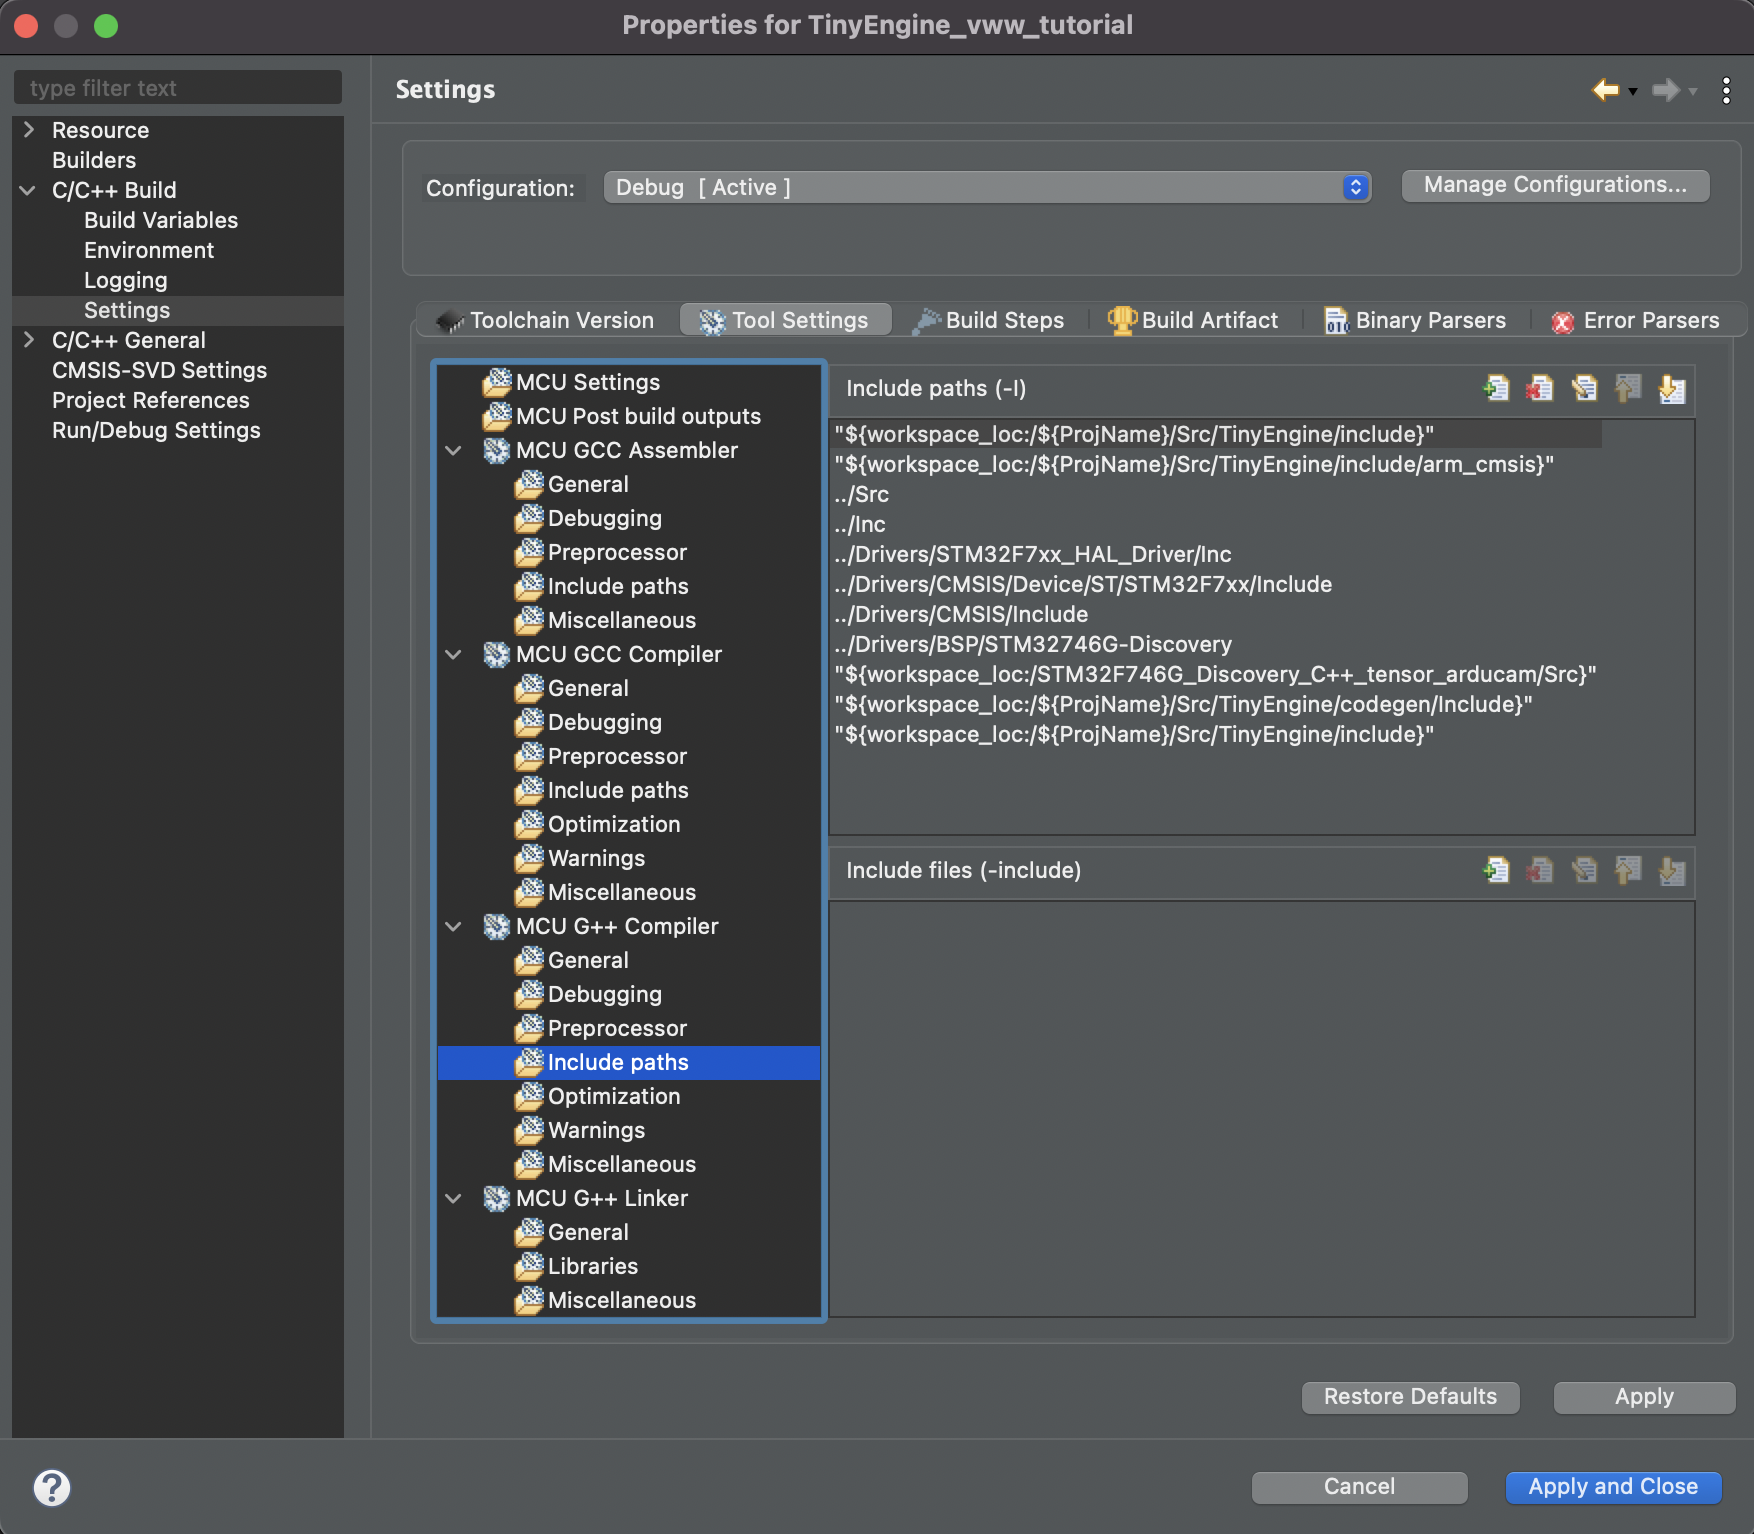 Properties for TinyEngine_vww_tutorial
type filter text
Resource
Builders
C/C++ Build
Build Variables
Environment
Logging
Settings
C/C++ General
CMSIS-SVD Settings
Project References
Run/Debug Settings
Settings
Configuration:
Debug [ Active ]
Manage Configurations...
Toolchain Version
Tool Settings
Build Steps
Build Artifact
Binary Parsers
Error Parsers
MCU Settings
MCU Post build outputs
MCU GCC Assembler
General
Debugging
Preprocessor
Include paths
Miscellaneous
MCU GCC Compiler
General
Debugging
Preprocessor
Include paths
Optimization
Warnings
Miscellaneous
MCU G++ Compiler
General
Debugging
Preprocessor
Include paths
Optimization
Warnings
Miscellaneous
MCU G++ Linker
General
Libraries
Miscellaneous
Include paths (-I)
"${workspace_loc:/${ProjName}/Src/TinyEngine/include}"
"${workspace_loc:/${ProjName}/Src/TinyEngine/include/arm_cmsis}"
../Src
../Inc
../Drivers/STM32F7xx_HAL_Driver/Inc
../Drivers/CMSIS/Device/ST/STM32F7xx/Include
../Drivers/CMSIS/Include
../Drivers/BSP/STM32746G-Discovery
"${workspace_loc:/STM32F746G_Discovery_C++_tensor_arducam/Src}"
"${workspace_loc:/${ProjName}/Src/TinyEngine/codegen/Include}"
"${workspace_loc:/${ProjName}/Src/TinyEngine/include}"
Include files (-include)
Restore Defaults
Apply
?
Cancel
Apply and Close